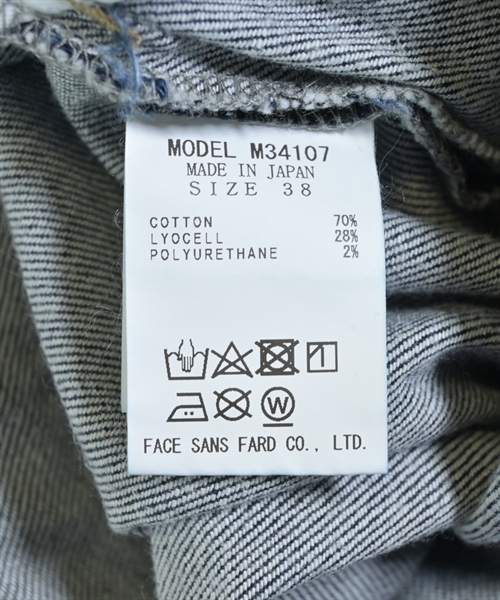 MODEL M34107
MADE IN JAPAN
SIZE 38
COTTON 70%
LYOCELL 28%
POLYURETHANE 2%
W
FACE SANS FARD CO., LTD.